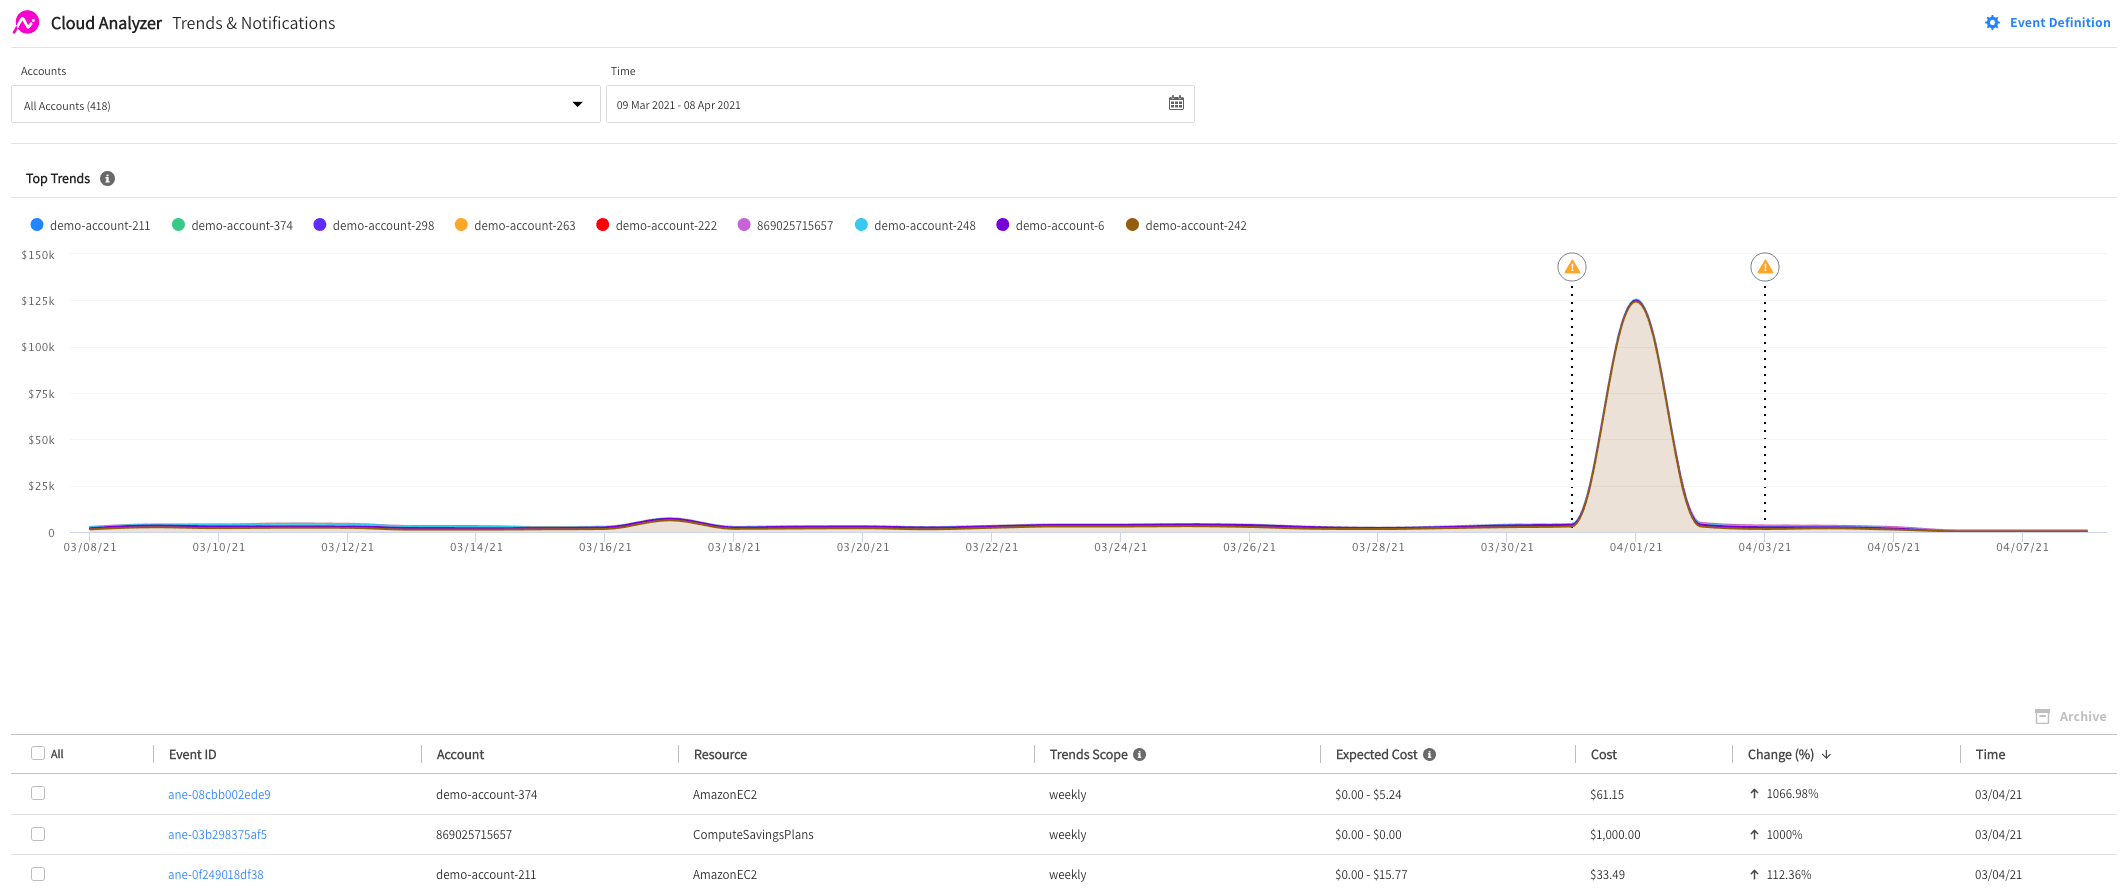 Cloud Analyzer Trends & Notifications Event Definition
Accounts Time
All Accounts (418) 09 Mar 2021 - 08 Apr 2021
Top Trends
demo-account-211 demo-account-374 demo-account-298 demo-account-263 demo-account-222 869025715657 demo-account-248 demo-account-6 demo-account-242
$150k
$125k
$100k
$75k
$50k
$25k
0
03/08/21 03/10/21 03/12/21 03/14/21 03/16/21 03/18/21 03/20/21 03/22/21 03/24/21 03/26/21 03/28/21 03/30/21 04/01/21 04/03/21 04/05/21 04/07/21
Archive
All Event ID Account Resource Trends Scope Expected Cost Cost Change (%) Time
ane-08cbb002ede9 demo-account-374 AmazonEC2 weekly $0.00 - $5.24 $61.15 1066.98% 03/04/21
ane-03b298375af5 869025715657 ComputeSavingsPlans weekly $0.00 - $0.00 $1,000.00 1000% 03/04/21
ane-0f249018df38 demo-account-211 AmazonEC2 weekly $0.00 - $15.77 $33.49 112.36% 03/04/21